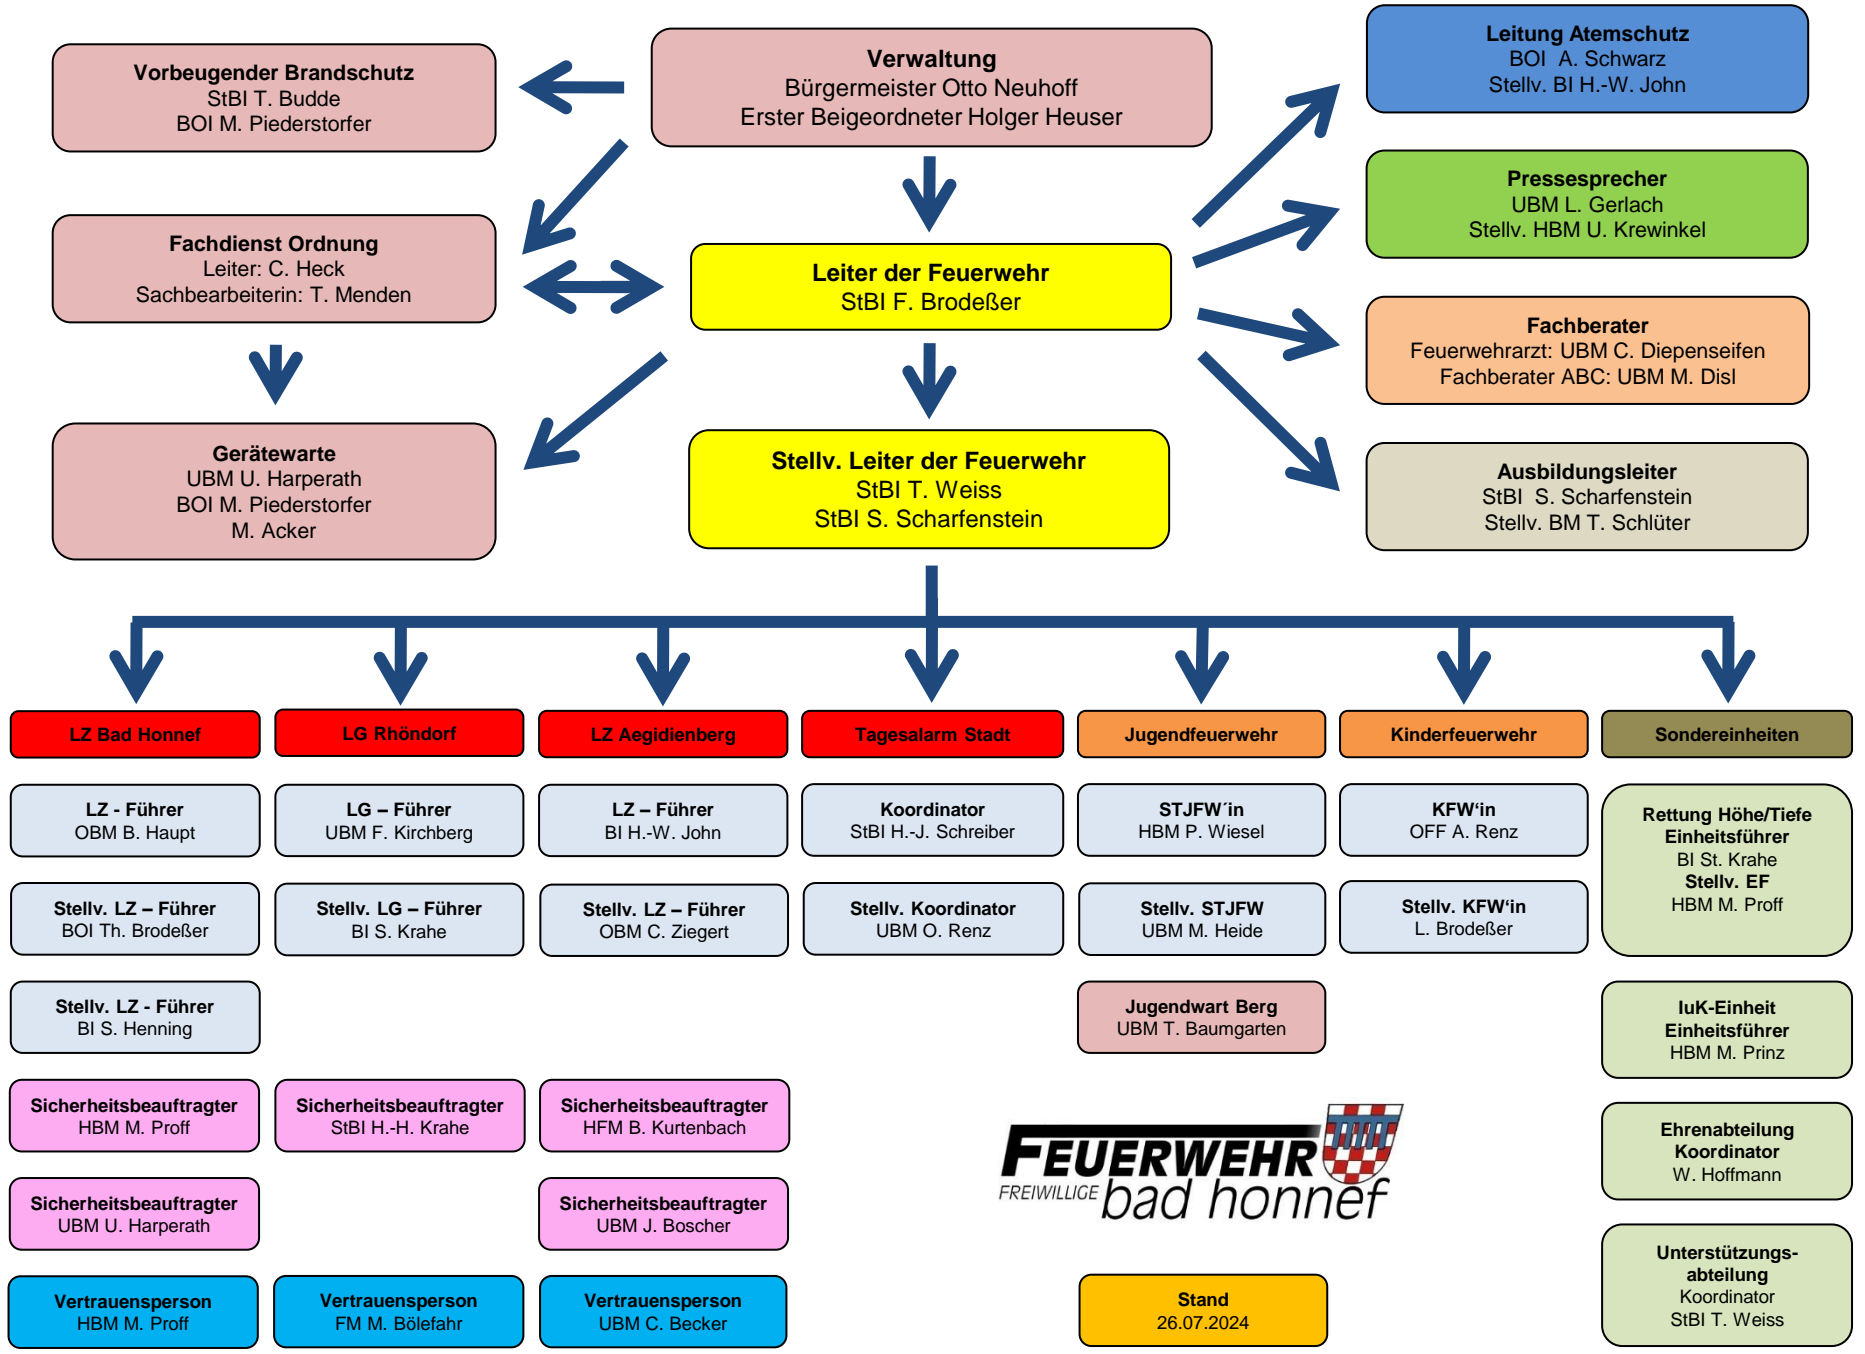 Vorbeugender Brandschutz
StBI T. Budde
BOI M. Piederstorfer
Verwaltung
Bürgermeister Otto Neuhoff
Erster Beigeordneter Holger Heuser
Leitung Atemschutz
BOI A. Schwarz
Stellv. BI H.-W. John
Pressesprecher
UBM L. Gerlach
Stellv. HBM U. Krewinkel
Fachdienst Ordnung
Leiter: C. Heck
Sachbearbeiterin: T. Menden
Leiter der Feuerwehr
StBI F. Brodeßer
Fachberater
Feuerwehrarzt: UBM C. Diepenseifen
Fachberater ABC: UBM M. Disl
Gerätewarte
UBM U. Harperath
BOI M. Piederstorfer
M. Acker
Stellv. Leiter der Feuerwehr
StBI T. Weiss
StBI S. Scharfenstein
Ausbildungsleiter
StBI S. Scharfenstein
Stellv. BM T. Schlüter
LZ Bad Honnef
LZ - Führer
OBM B. Haupt
Stellv. LZ – Führer
BOI Th. Brodeßer
Stellv. LZ - Führer
BI S. Henning
Sicherheitsbeauftragter
HBM M. Proff
Sicherheitsbeauftragter
UBM U. Harperath
Vertrauensperson
HBM M. Proff
LG Rhöndorf
LG – Führer
UBM F. Kirchberg
Stellv. LG – Führer
BI S. Krahe
Sicherheitsbeauftragter
StBI H.-H. Krahe
Vertrauensperson
FM M. Bölefahr
LZ Aegidienberg
LZ – Führer
BI H.-W. John
Stellv. LZ – Führer
OBM C. Ziegert
Sicherheitsbeauftragter
HFM B. Kurtenbach
Sicherheitsbeauftragter
UBM J. Boscher
Vertrauensperson
UBM C. Becker
Tagesalarm Stadt
Koordinator
StBI H.-J. Schreiber
Stellv. Koordinator
UBM O. Renz
Jugendfeuerwehr
STJFW´in
HBM P. Wiesel
Stellv. STJFW
UBM M. Heide
Jugendwart Berg
UBM T. Baumgarten
Kinderfeuerwehr
KFW‘in
OFF A. Renz
Stellv. KFW‘in
L. Brodeßer
Sondereinheiten
Rettung Höhe/Tiefe
Einheitsführer
BI St. Krahe
Stellv. EF
HBM M. Proff
IuK-Einheit
Einheitsführer
HBM M. Prinz
Ehrenabteilung
Koordinator
W. Hoffmann
Unterstützungs-
abteilung
Koordinator
StBI T. Weiss
FEUERWEHR
FREIWILLIGE bad honnef
Stand
26.07.2024